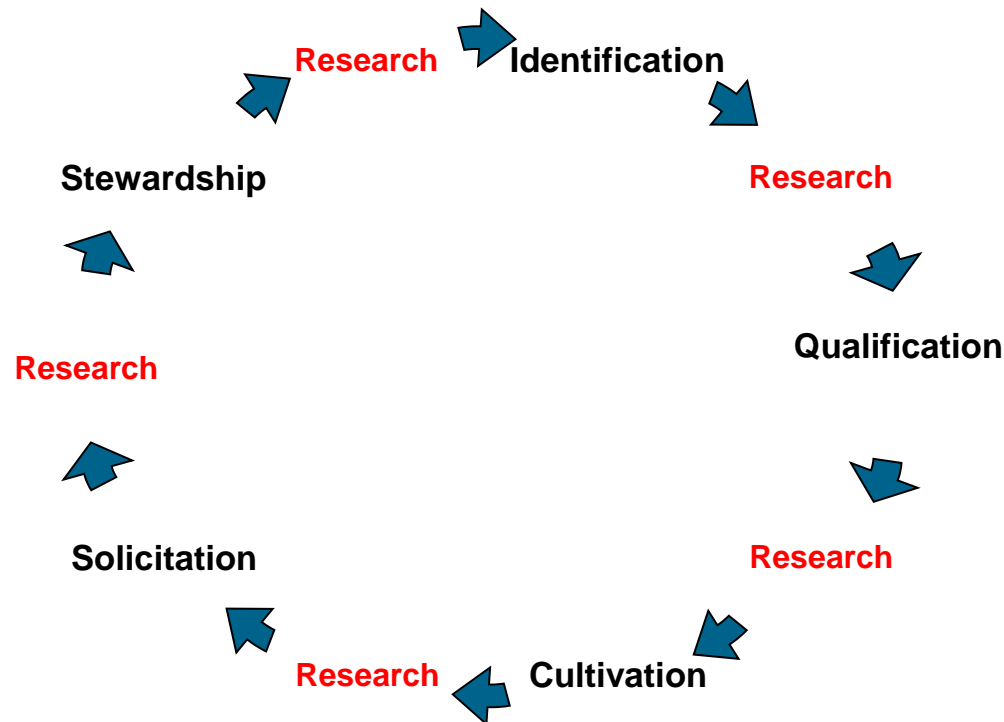 Research
Identification
Research
Qualification
Research
Cultivation
Research
Solicitation
Research
Stewardship